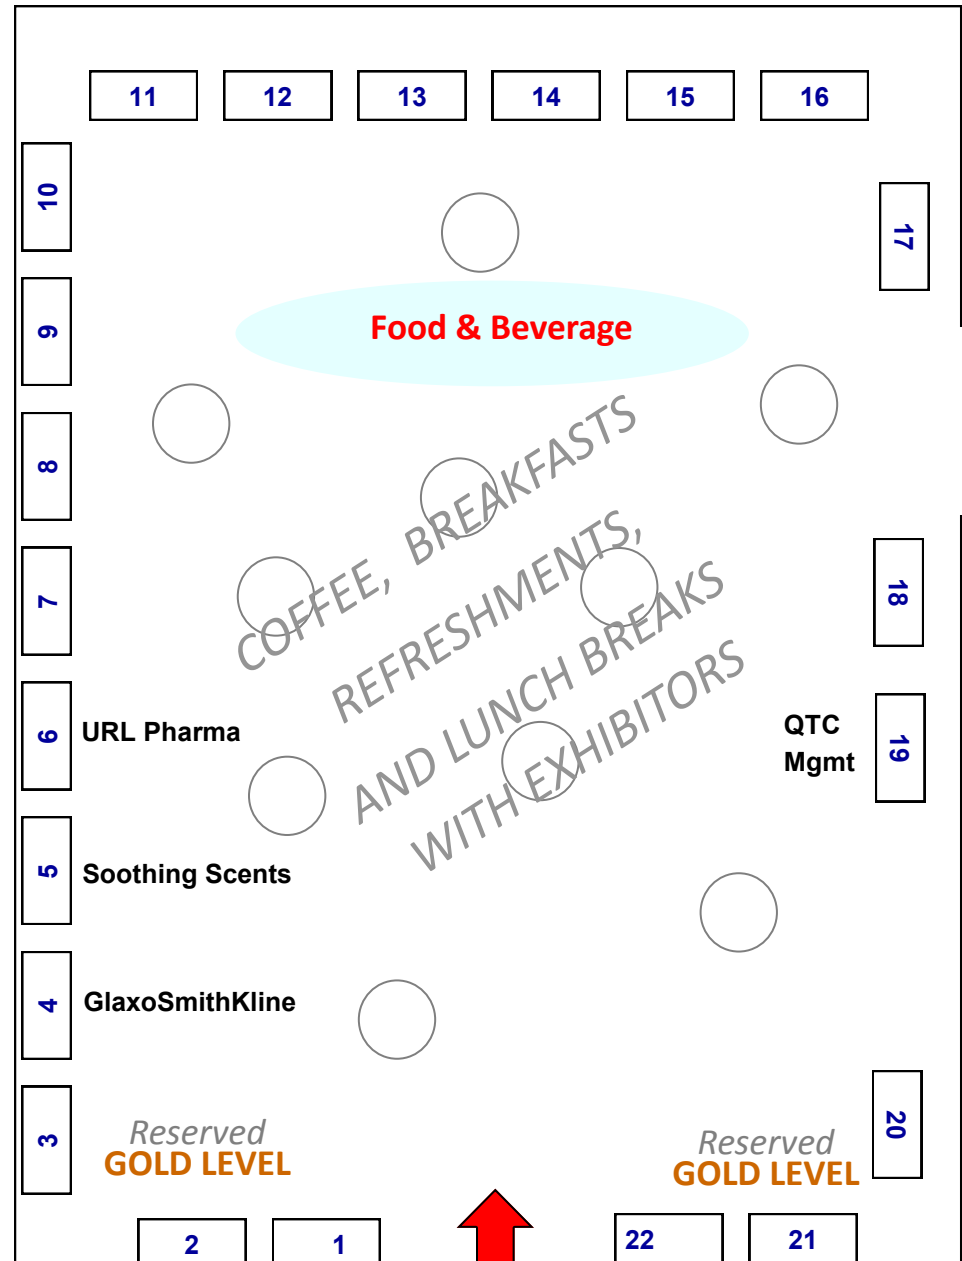 11 12 13 14 15 16
10
17
Food & Beverage
9
8
COFFEE, BREAKFASTS
REFRESHMENTS,
AND LUNCH BREAKS
WITH EXHIBITORS
7
18
6
URL Pharma
QTC
Mgmt
19
5
Soothing Scents
4
GlaxoSmithKline
3
Reserved
GOLD LEVEL
Reserved
GOLD LEVEL
20
2 1 22 21